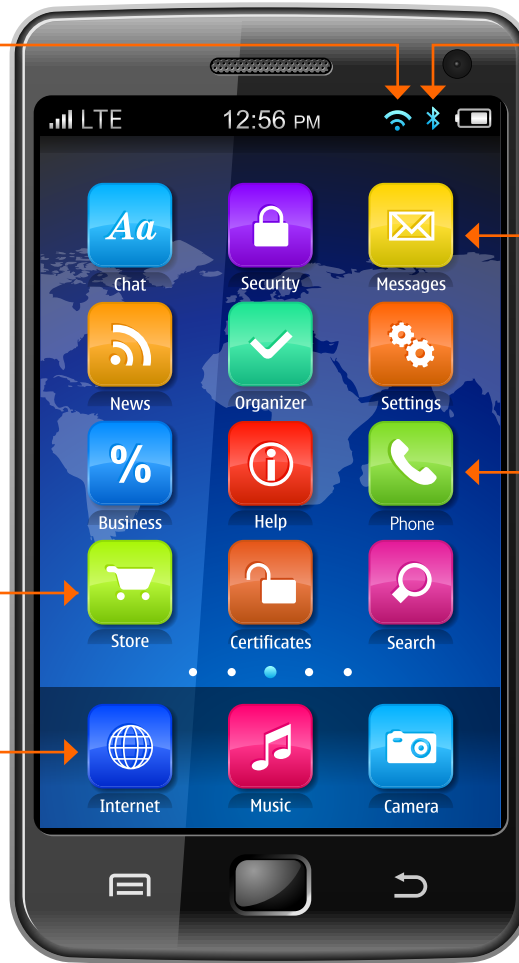 LTE 12:56 PM
Aa
Chat Security Messages
News Organizer Settings
%
Business Help Phone
Store Certificates Search
Internet Music Camera